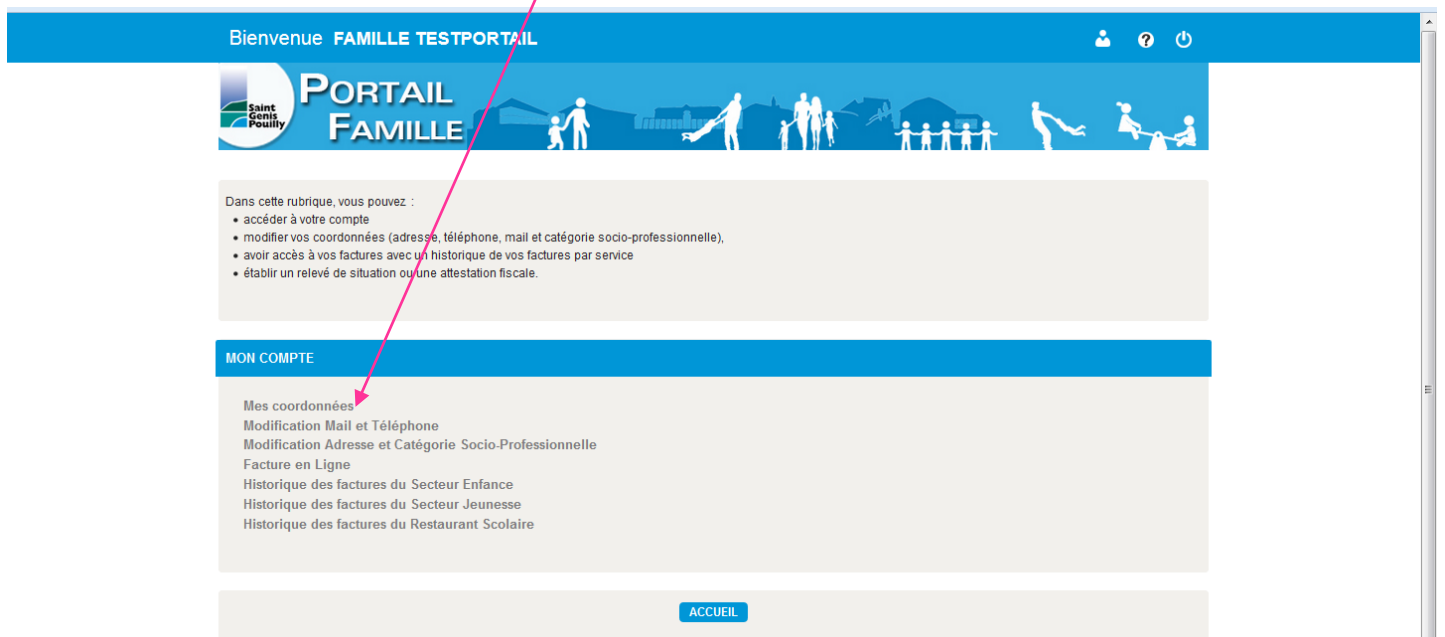 Bienvenue FAMILLE TESTPORTAIL
?
Saint
Genis
Pouilly
PORTAIL
FAMILLE
Dans cette rubrique, vous pouvez :
• accéder à votre compte
• modifier vos coordonnées (adresse, téléphone, mail et catégorie socio-professionnelle),
• avoir accès à vos factures avec un historique de vos factures par service
• établir un relevé de situation ou une attestation fiscale.
MON COMPTE
Mes coordonnées
Modification Mail et Téléphone
Modification Adresse et Catégorie Socio-Professionnelle
Facture en Ligne
Historique des factures du Secteur Enfance
Historique des factures du Secteur Jeunesse
Historique des factures du Restaurant Scolaire
ACCUEIL